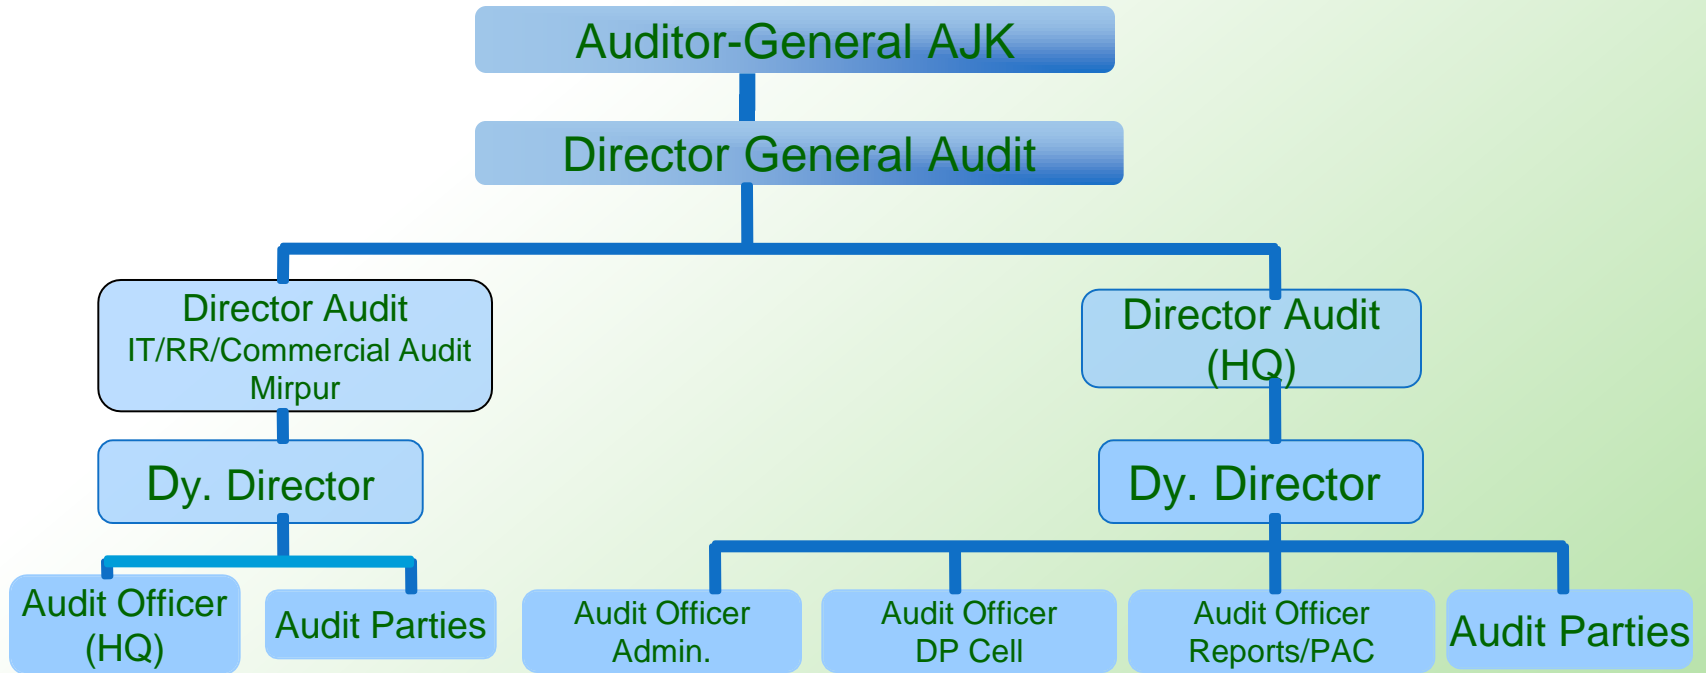 Auditor-General AJK
Director General Audit
Director Audit
IT/RR/Commercial Audit
Mirpur
Director Audit
(HQ)
Dy. Director
Dy. Director
Audit Officer
(HQ)
Audit Parties
Audit Officer
Admin.
Audit Officer
DP Cell
Audit Officer
Reports/PAC
Audit Parties